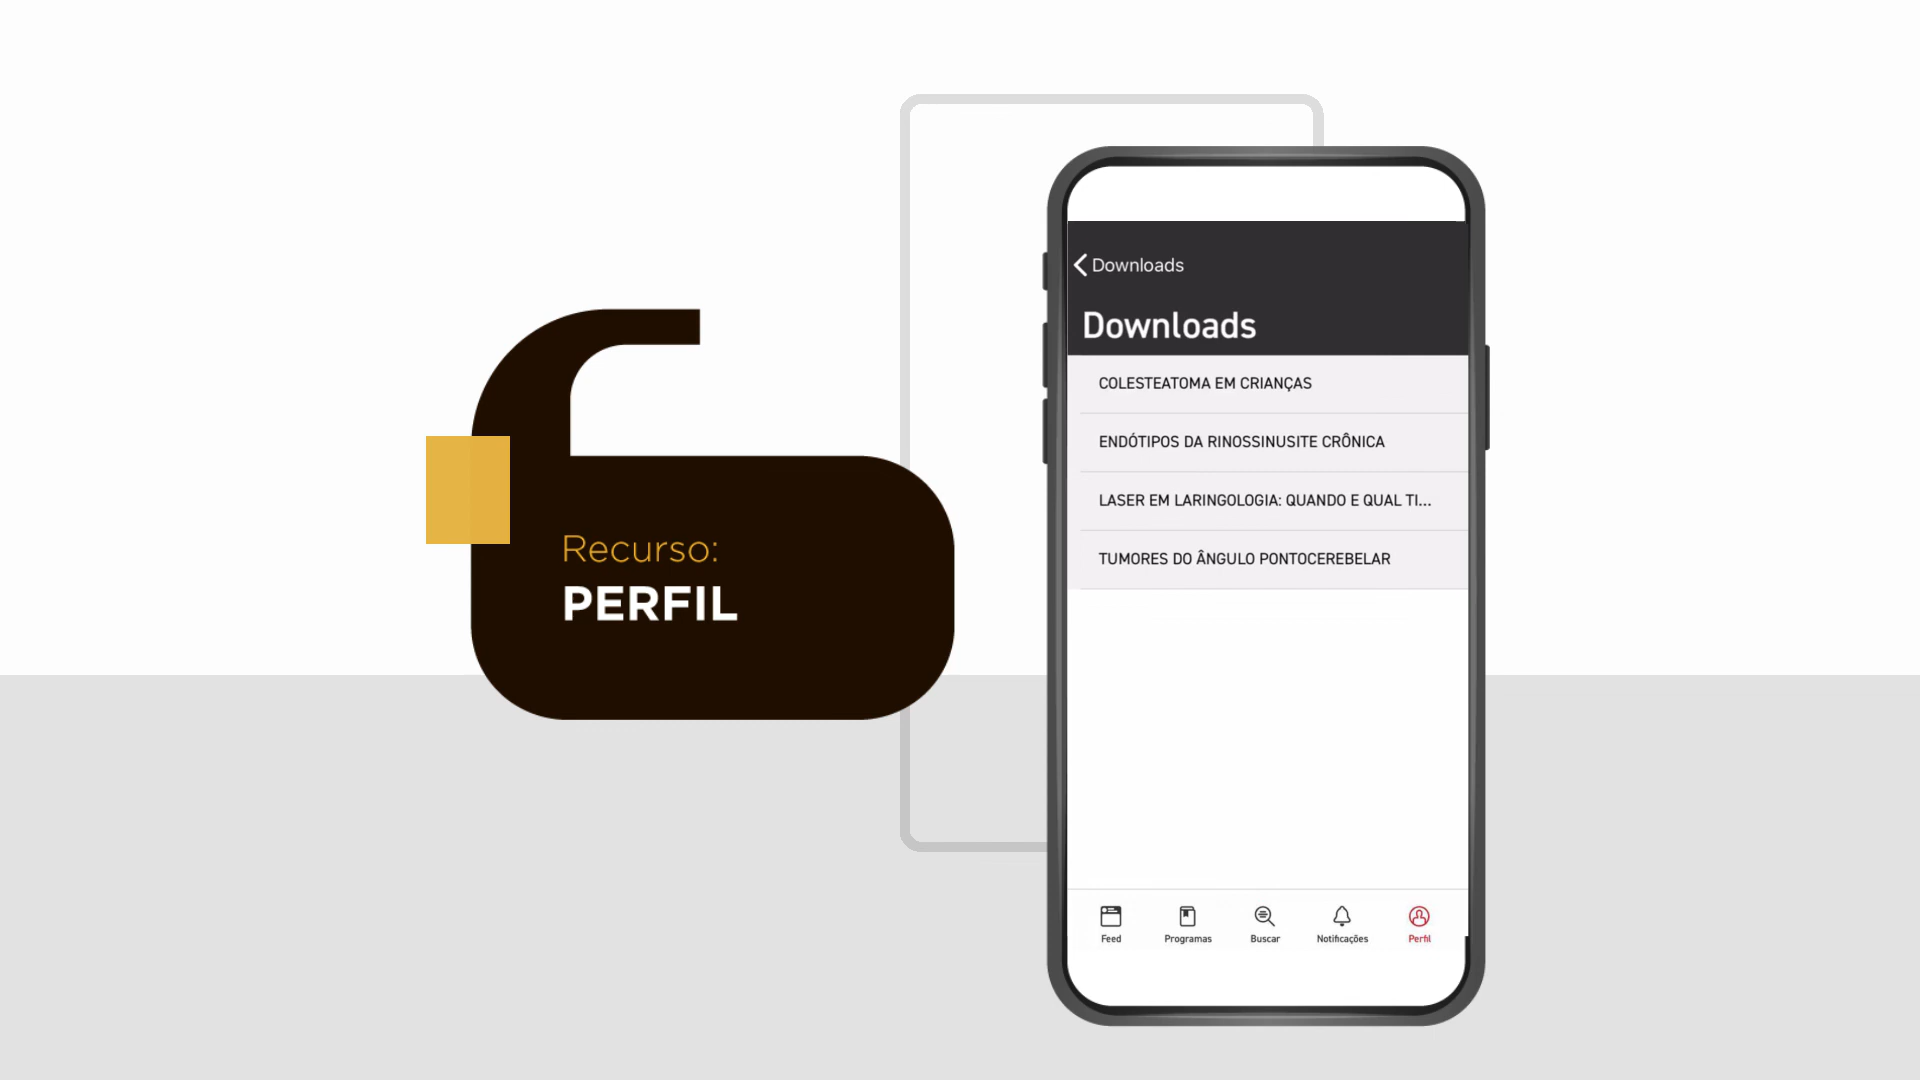 Recurso:
PERFIL
Downloads
Downloads
COLESTEATOMA EM CRIANÇAS
ENDÓTIPOS DA RINOSSINUSITE CRÔNICA
LASER EM LARINGOLOGIA: QUANDO E QUAL TI...
TUMORES DO ÂNGULO PONTOCEREBELAR
Feed
Programas
Buscar
Notificações
Perfil